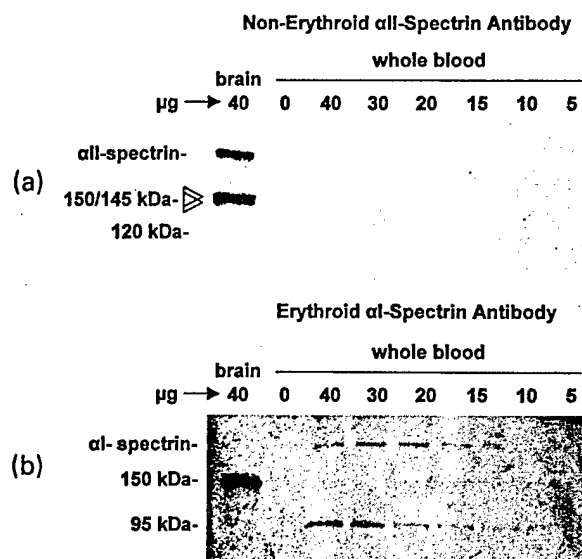 Non-Erythroid αII-Spectrin Antibody
brain whole blood
µg → 40 0 40 30 20 15 10 5
(a)
αII-spectrin-
150/145 kDa-
120 kDa-
Erythroid αI-Spectrin Antibody
brain whole blood
µg → 40 0 40 30 20 15 10 5
(b)
αI- spectrin-
150 kDa-
95 kDa-